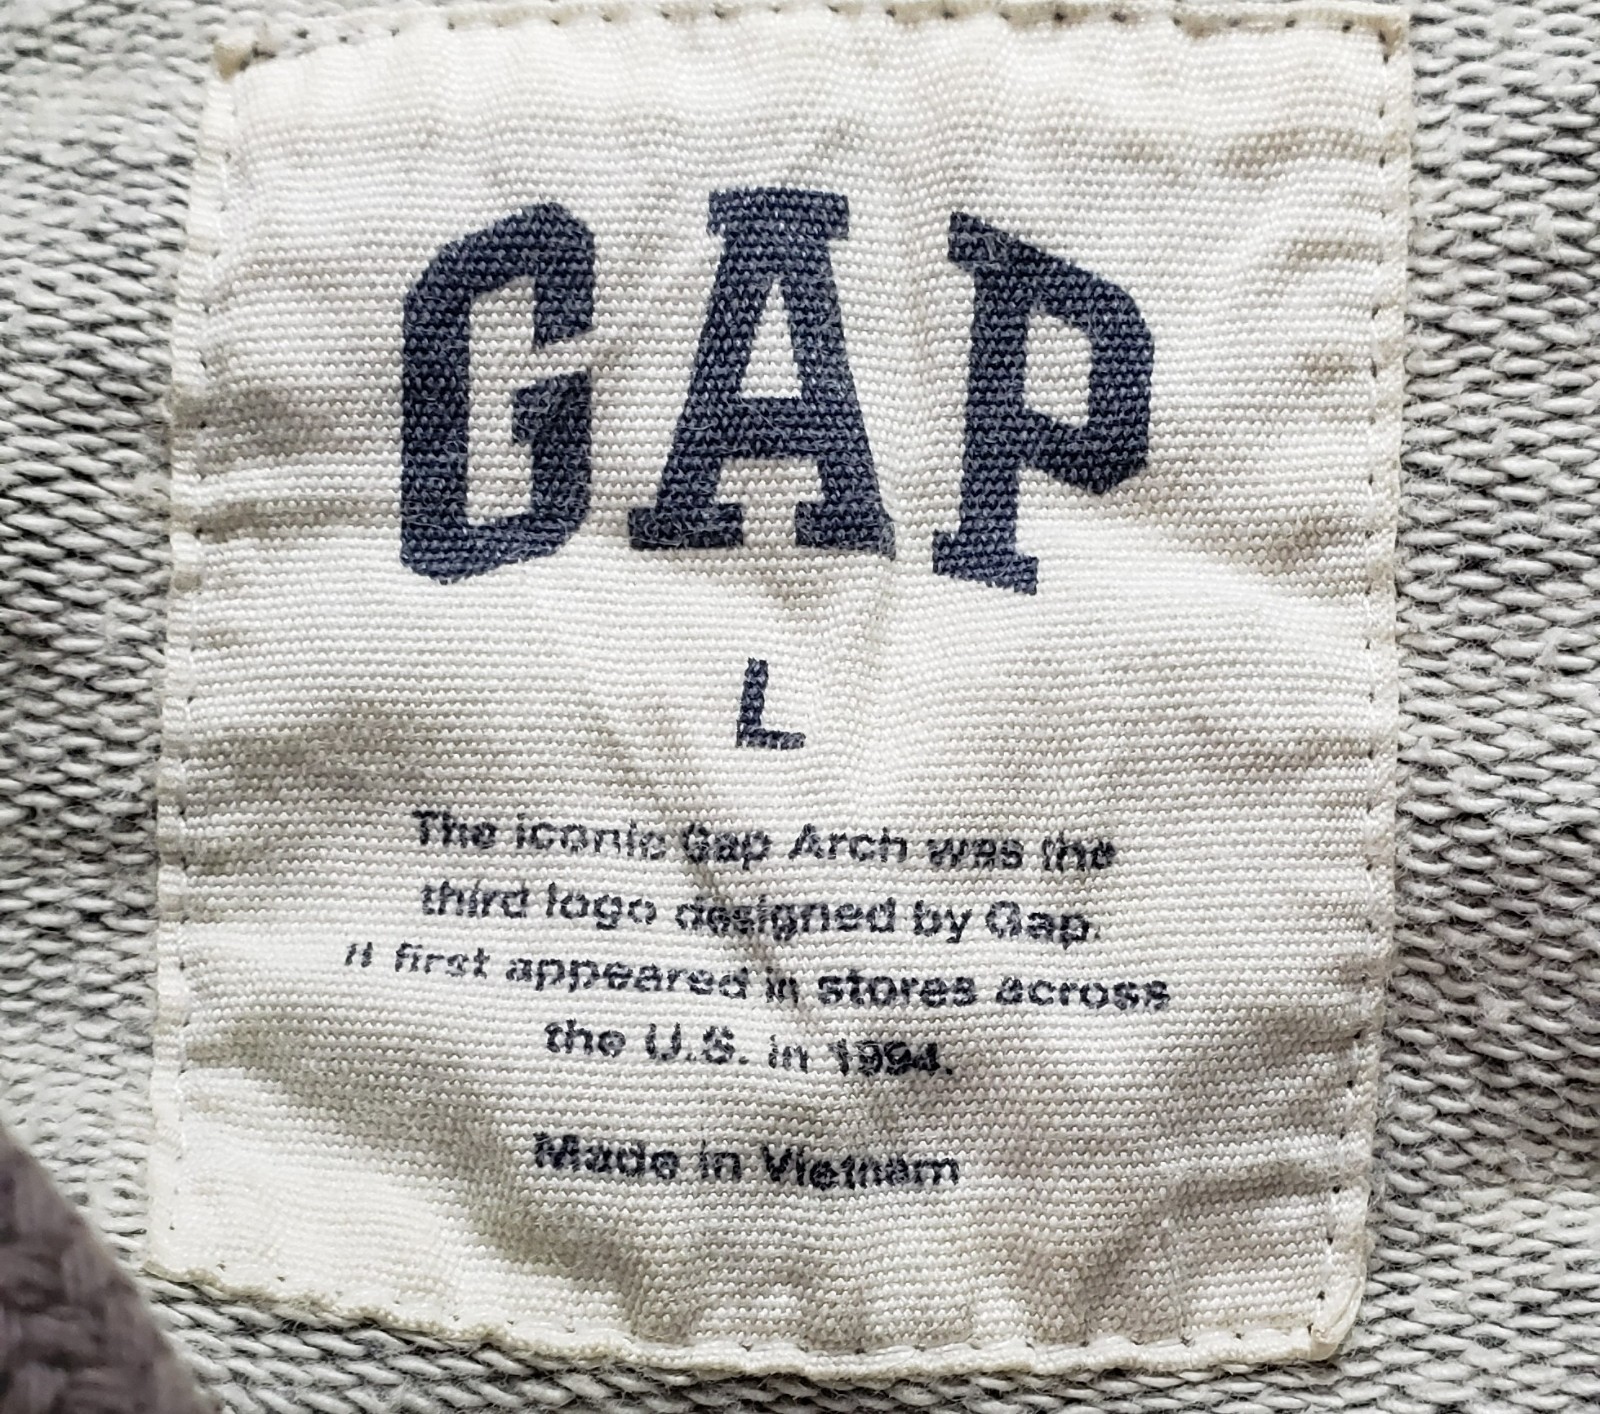 GAP
L
The iconic Gap Arch was the
third logo designed by Gap.
It first appeared in stores across
the U.S. in 1994.
Made in Vietnam